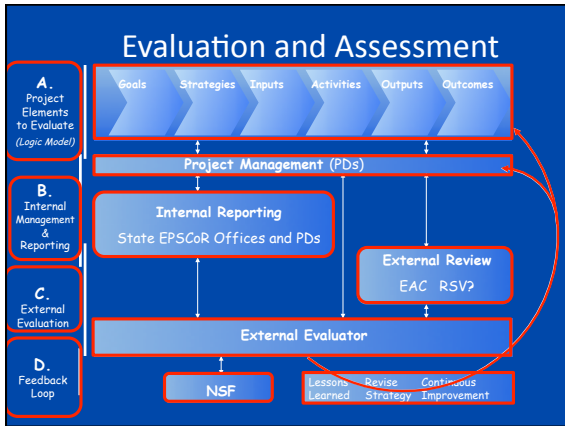 Evaluation and Assessment
A.
Project
Elements
to Evaluate
(Logic Model)
Goals Strategies Inputs Activities Outputs Outcomes
Project Management (PDs)
B.
Internal
Management
&
Reporting
Internal Reporting
State EPSCoR Offices and PDs
External Review
EAC RSV?
C.
External
Evaluation
External Evaluator
D.
Feedback
Loop
NSF
Lessons Revise Continuous
Learned Strategy Improvement